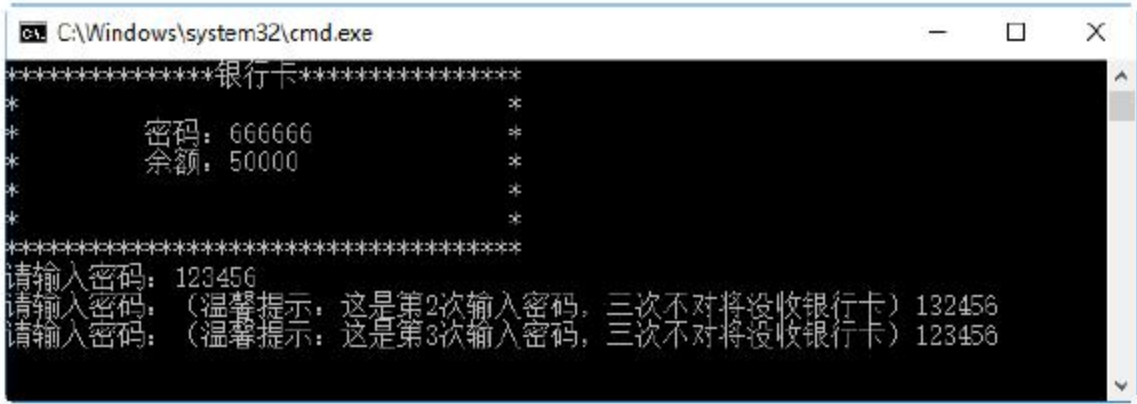 C:\Windows\system32\cmd.exe
***************银行卡****************
* *
* 密码：666666 *
* 余额：50000 *
* *
* *
*************************************
请输入密码：123456
请输入密码：（温馨提示：这是第2次输入密码，三次不对将没收银行卡）132456
请输入密码：（温馨提示：这是第3次输入密码，三次不对将没收银行卡）123456